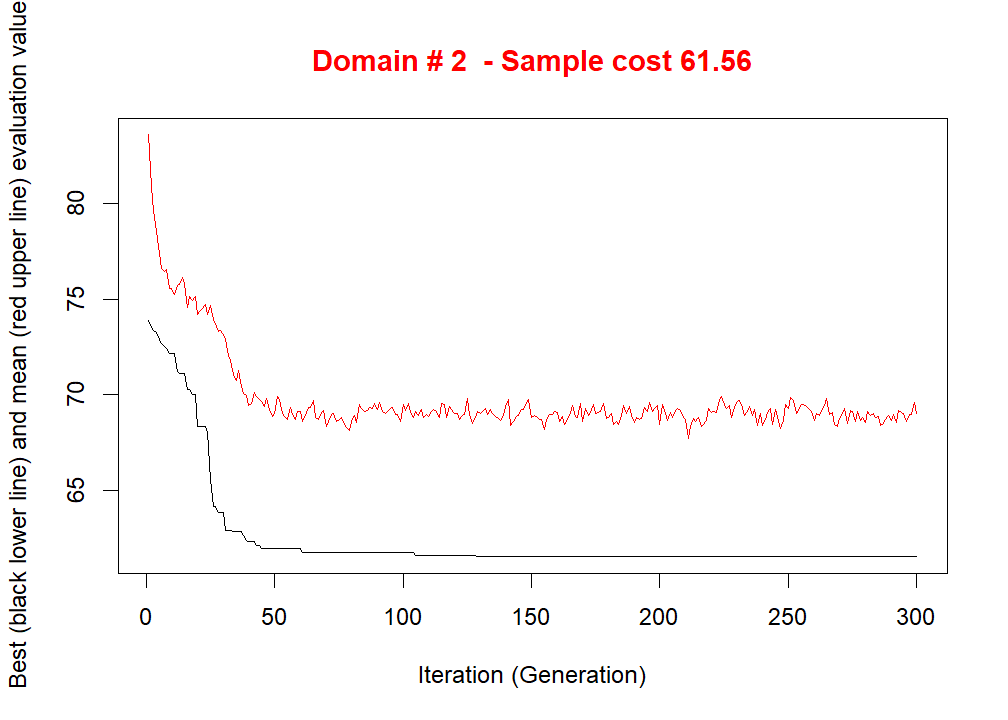 Domain # 2  - Sample cost 61.56
Best (black lower line) and mean (red upper line) evaluation value
80
75
70
65
0 50 100 150 200 250 300
Iteration (Generation)